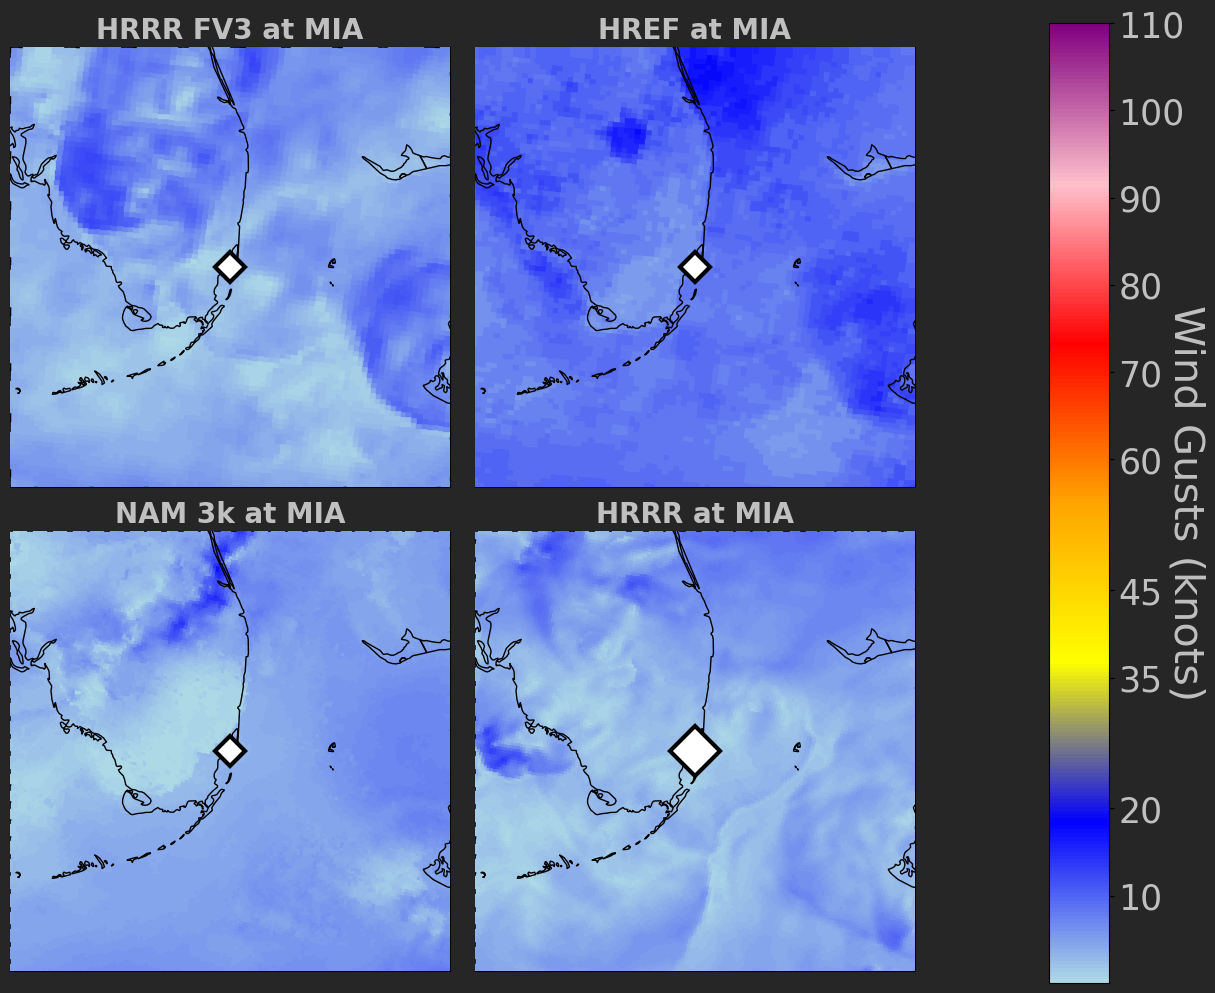 HRRR FV3 at MIA
HREF at MIA
NAM 3k at MIA
HRRR at MIA
110
100
90
80
70
60
45
35
20
10
Wind Gusts (knots)